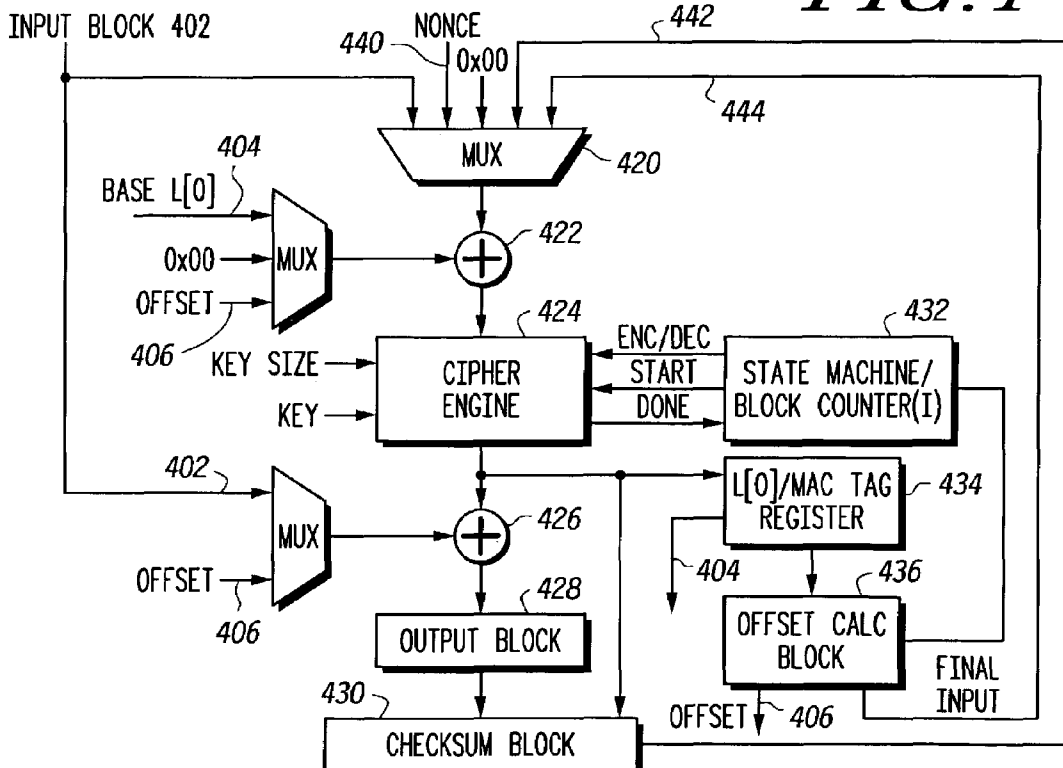 FIG.1
INPUT BLOCK 402
NONCE
442
440
0x00
444
MUX
420
404
BASE L[0]
422
MUX
0x00
OFFSET
406
424
432
ENC/DEC
KEY SIZE
CIPHER
ENGINE
START
STATE MACHINE/
BLOCK COUNTER(I)
KEY
DONE
402
L[0]/MAC TAG
REGISTER
434
MUX
426
404
436
OFFSET
406
428
OUTPUT BLOCK
OFFSET CALC
BLOCK
FINAL
INPUT
430
OFFSET
406
CHECKSUM BLOCK